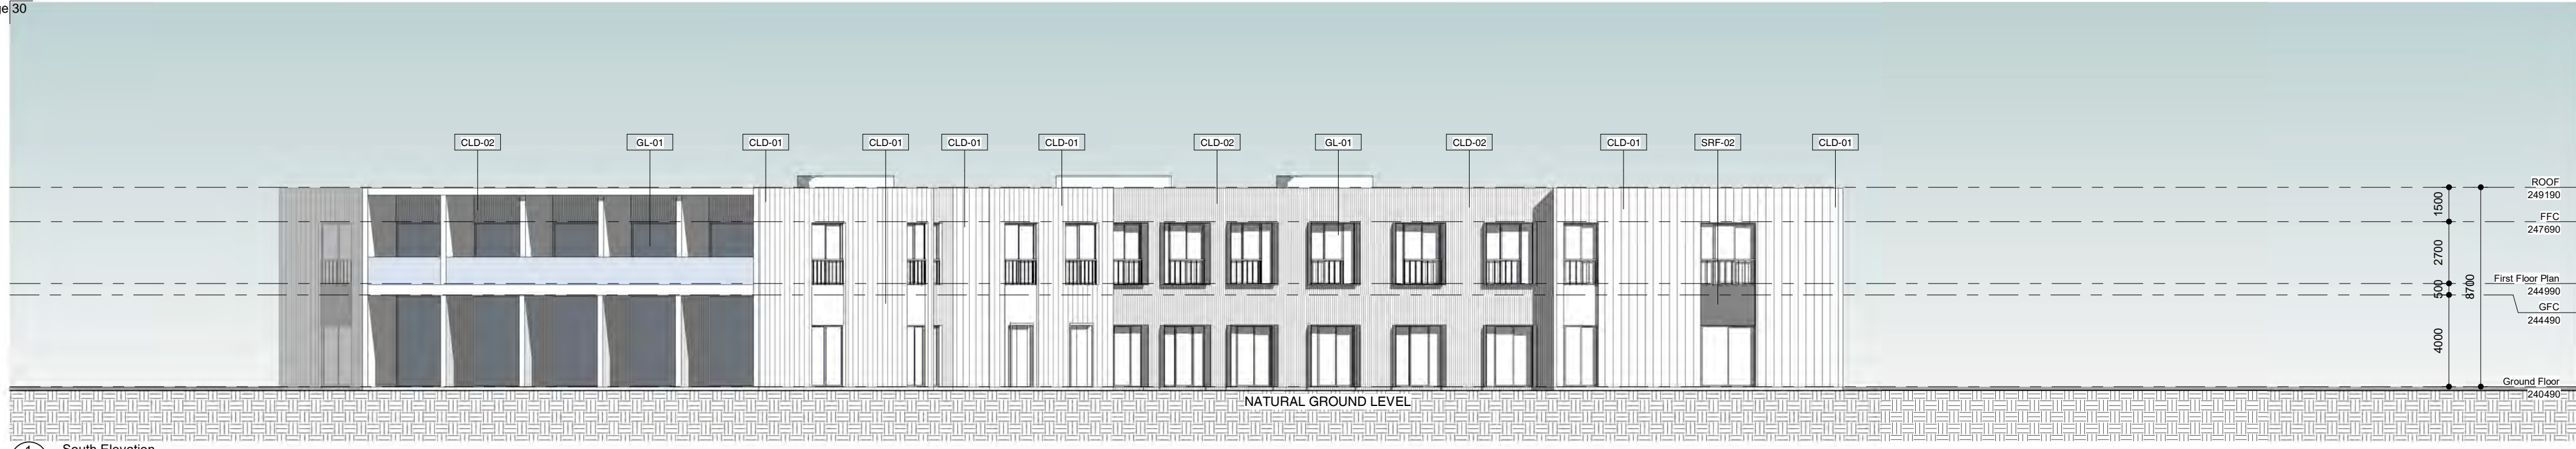 ge 30
CLD-02 GL-01 CLD-01 CLD-01 CLD-01 CLD-01 CLD-02 GL-01 CLD-02 CLD-01 SRF-02 CLD-01
ROOF
249190
1500
FFC
247690
2700
First Floor Plan
244990
500
8700
GFC
244490
4000
Ground Floor
240490
NATURAL GROUND LEVEL
1
South Elevation